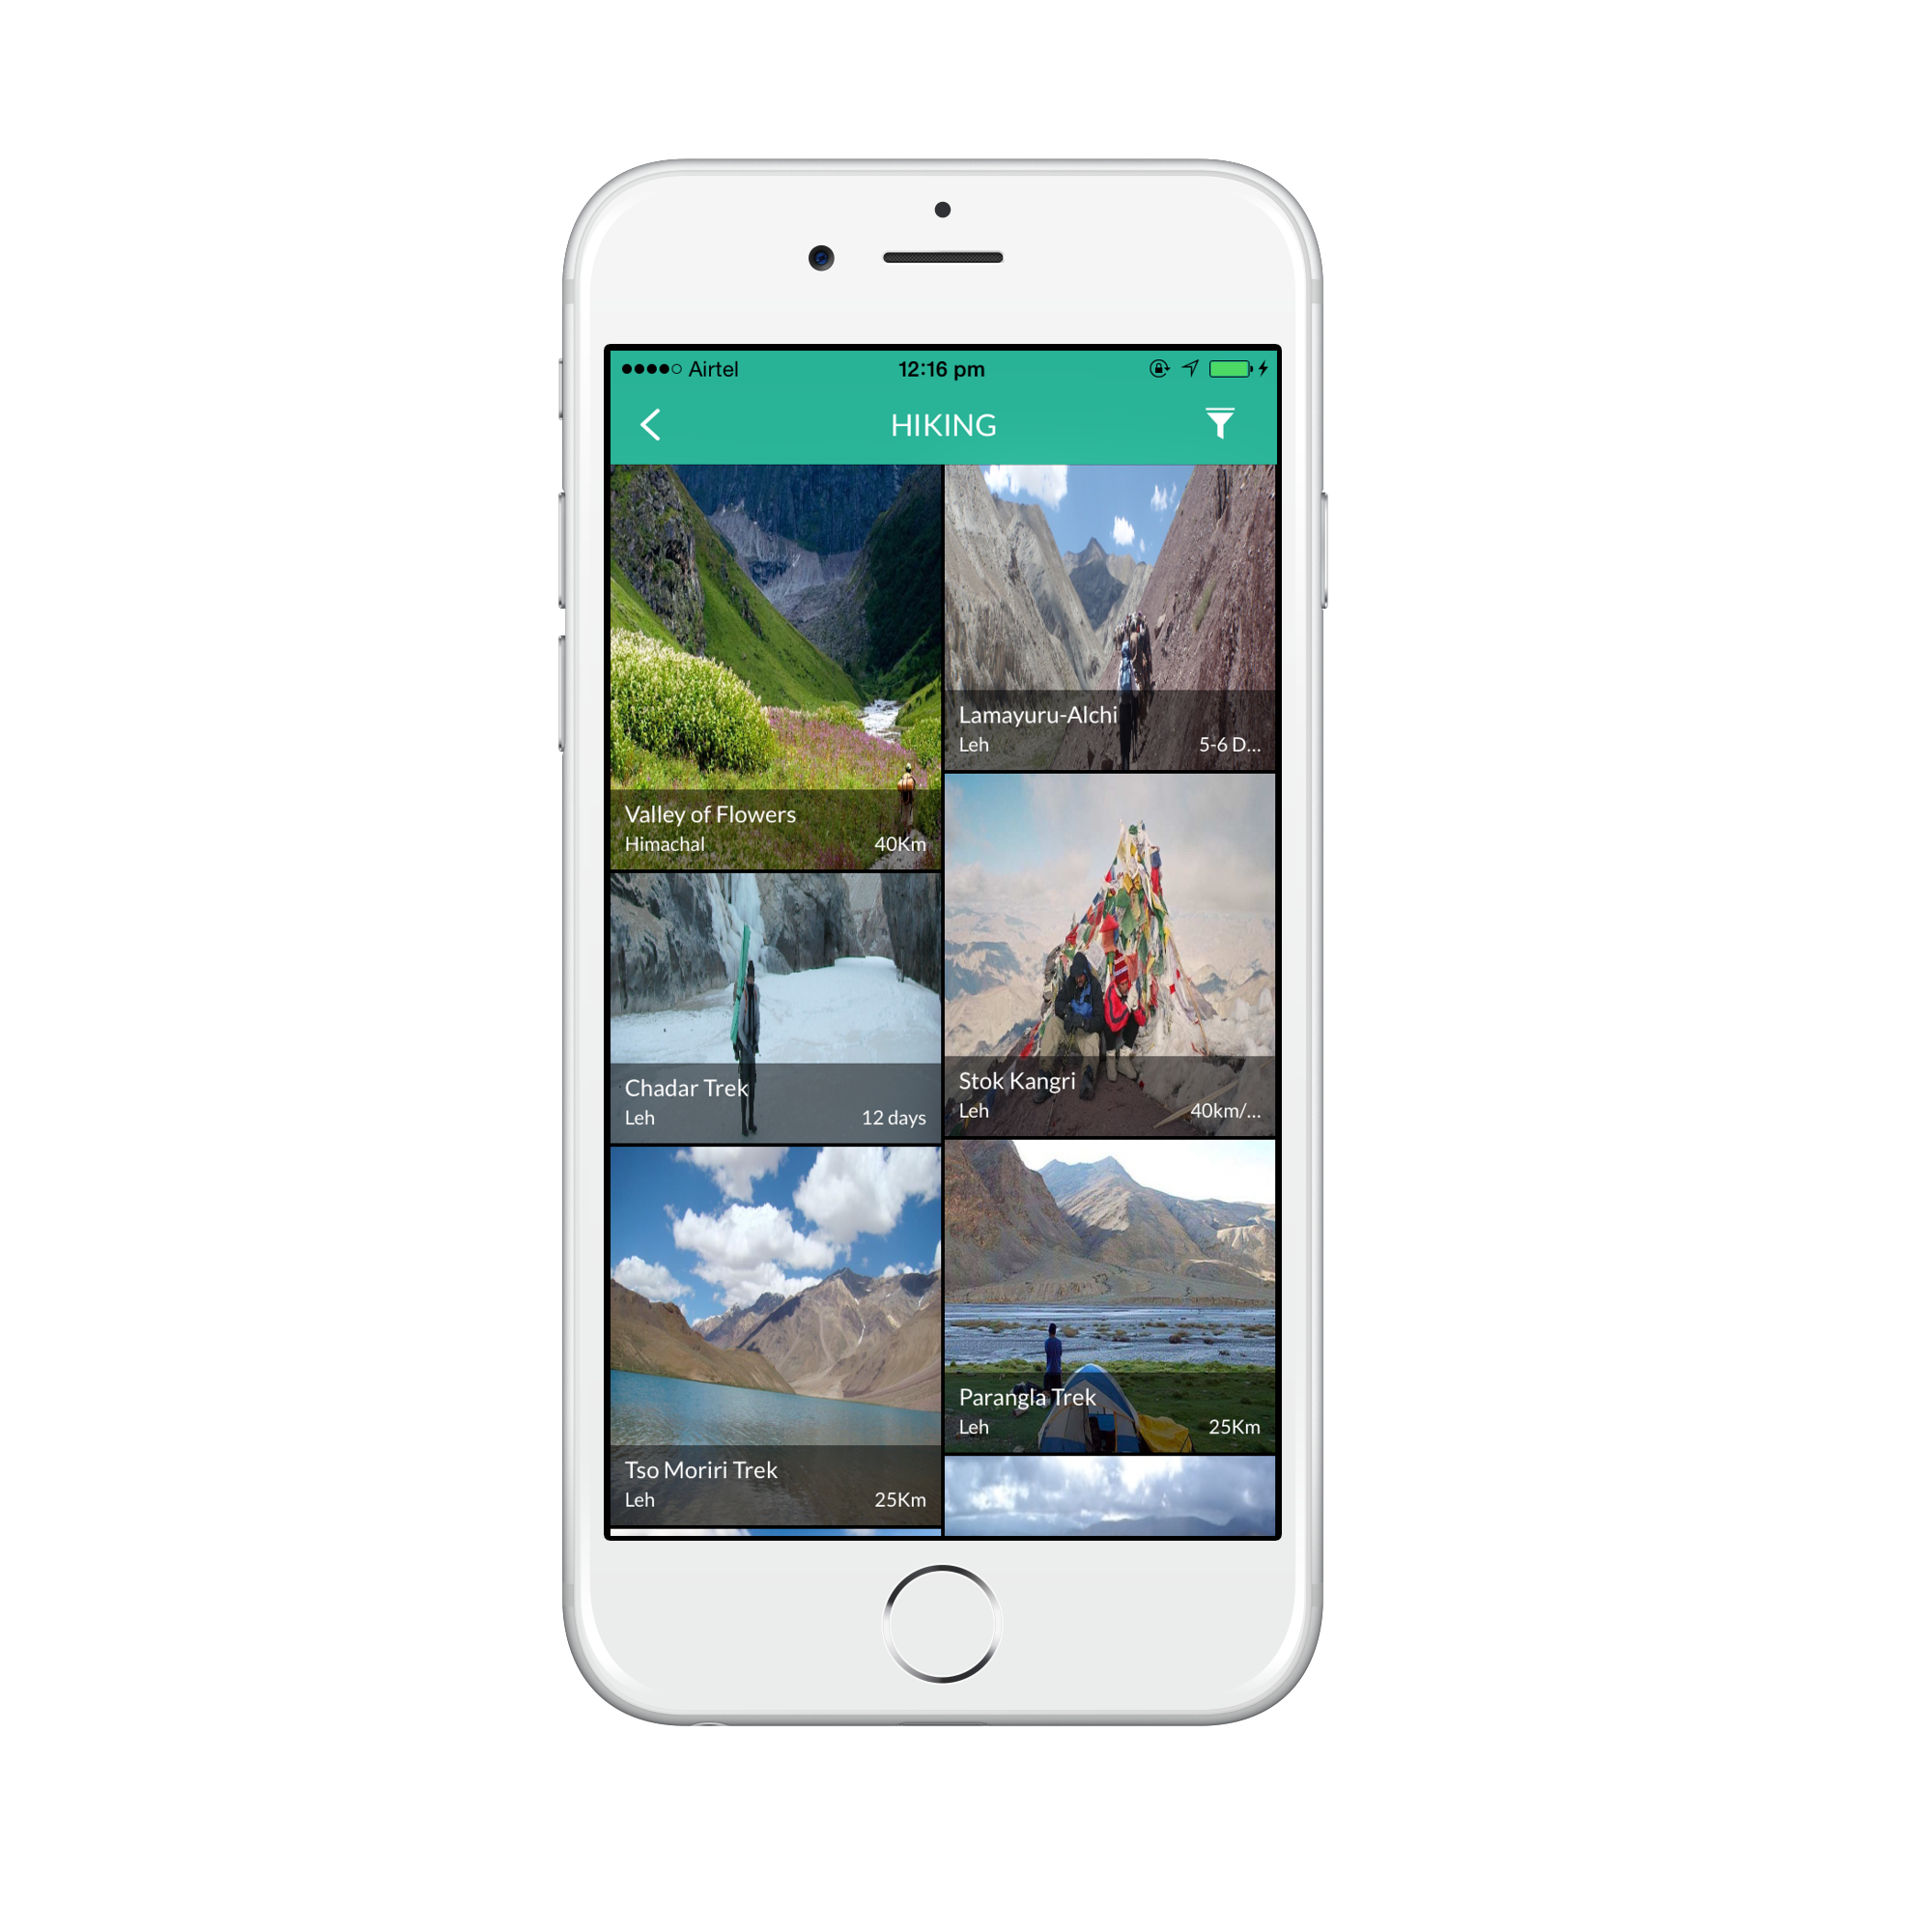 Airtel 12:16 pm
HIKING
Valley of Flowers
Himachal 40Km
Lamayuru-Alchi
Leh 5-6 D...
Chadar Trek
Leh 12 days
Stok Kangri
Leh 40km/...
Tso Moriri Trek
Leh 25Km
Parangla Trek
Leh 25Km